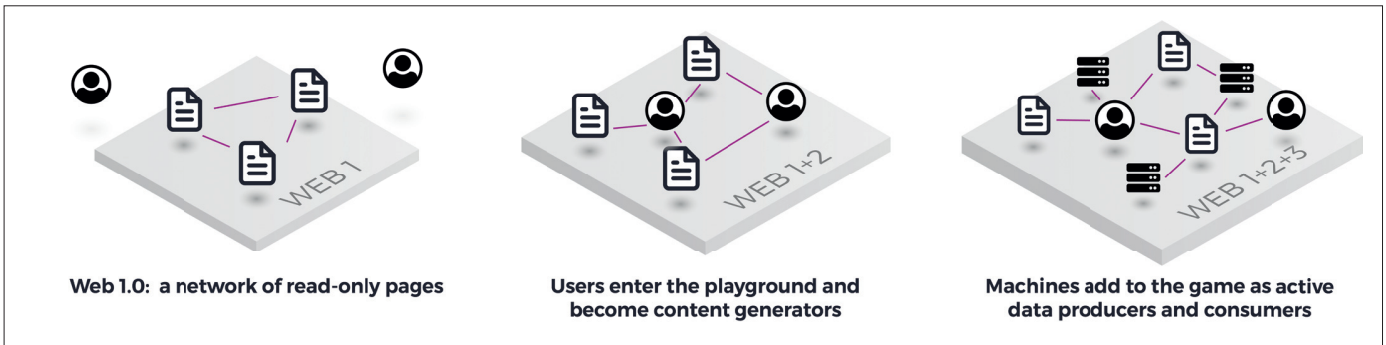 WEB 1
WEB 1+2
WEB 1+2+3
Web 1.0: a network of read-only pages
Users enter the playground and
become content generators
Machines add to the game as active
data producers and consumers